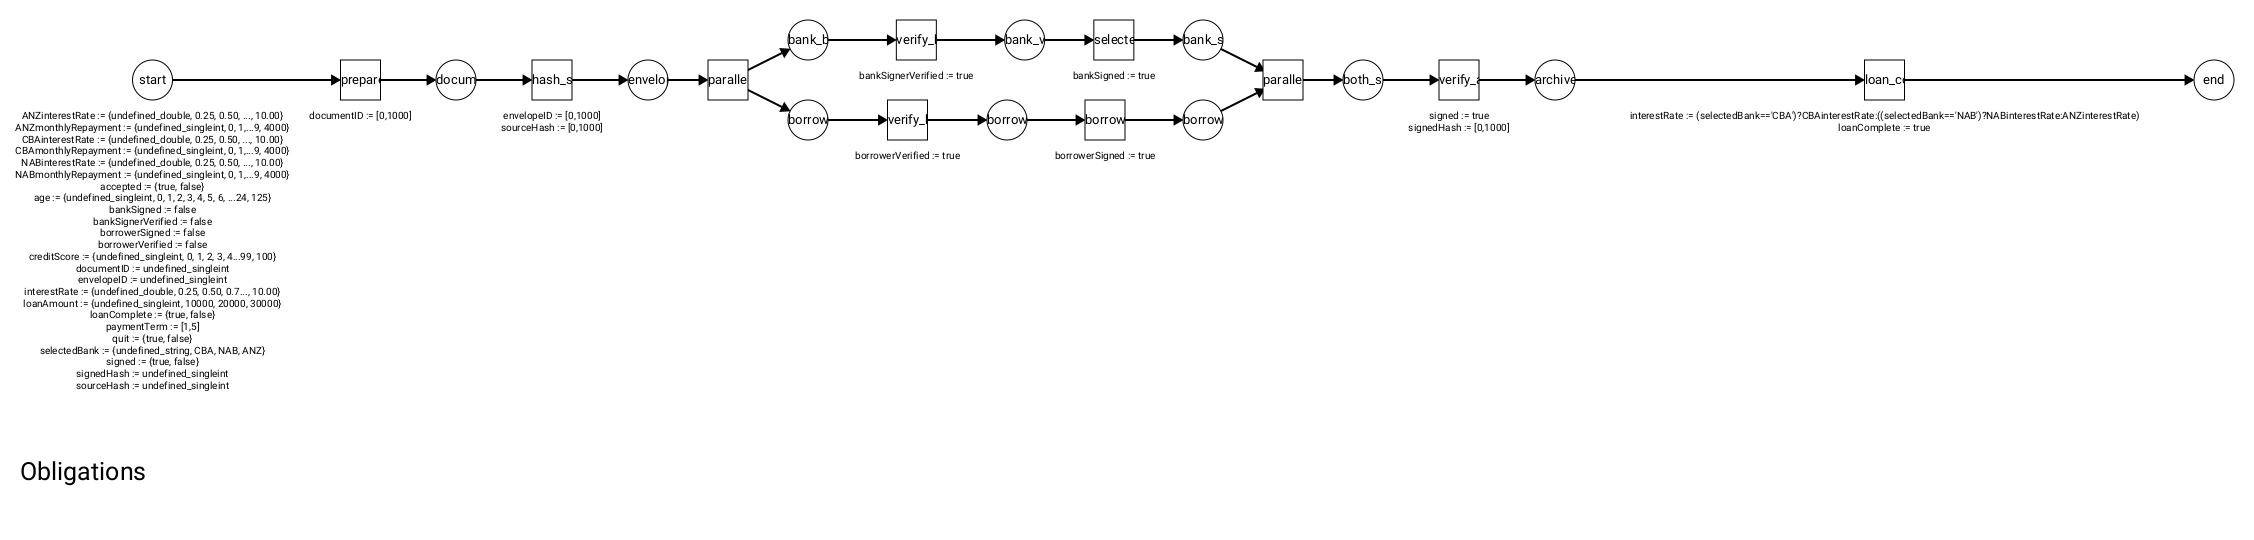 start
prepare
docum
hash_s
envelo
paralle
bank_b
verify_b
bank_v
selecte
bank_s
borrow
verify_b
borrow
borrow
borrow
paralle
both_s
verify_a
archive
loan_co
end
ANZinterestRate := {undefined_double, 0.25, 0.50, ..., 10.00}
ANZmonthlyRepayment := {undefined_singleint, 0, 1,...9, 4000}
CBAinterestRate := {undefined_double, 0.25, 0.50, ..., 10.00}
CBAmonthlyRepayment := {undefined_singleint, 0, 1,...9, 4000}
NABinterestRate := {undefined_double, 0.25, 0.50, ..., 10.00}
NABmonthlyRepayment := {undefined_singleint, 0, 1,...9, 4000}
accepted := {true, false}
age := {undefined_singleint, 0, 1, 2, 3, 4, 5, 6, ...24, 125}
bankSigned := false
bankSignerVerified := false
borrowerSigned := false
borrowerVerified := false
creditScore := {undefined_singleint, 0, 1, 2, 3, 4...99, 100}
documentID := undefined_singleint
envelopeID := undefined_singleint
interestRate := {undefined_double, 0.25, 0.50, 0.7..., 10.00}
loanAmount := {undefined_singleint, 10000, 20000, 30000}
loanComplete := {true, false}
paymentTerm := [1,5]
quit := {true, false}
selectedBank := {undefined_string, CBA, NAB, ANZ}
signed := {true, false}
signedHash := undefined_singleint
sourceHash := undefined_singleint
documentID := [0,1000]
envelopeID := [0,1000]
sourceHash := [0,1000]
bankSignerVerified := true
bankSigned := true
borrowerVerified := true
borrowerSigned := true
signed := true
signedHash := [0,1000]
interestRate := (selectedBank=='CBA')?CBAinterestRate:((selectedBank=='NAB')?NABinterestRate:ANZinterestRate)
loanComplete := true
Obligations